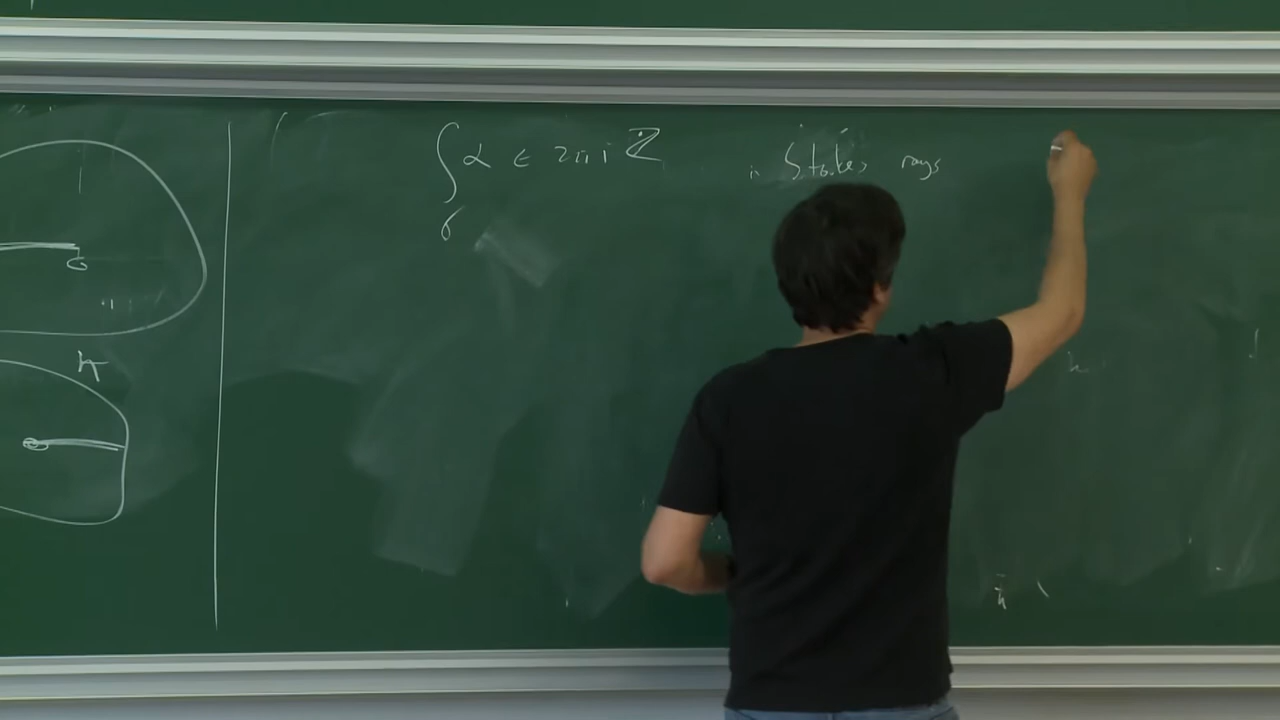 ∫ α ∈ 2πi ℤ
γ
Stokes rays
ℏ